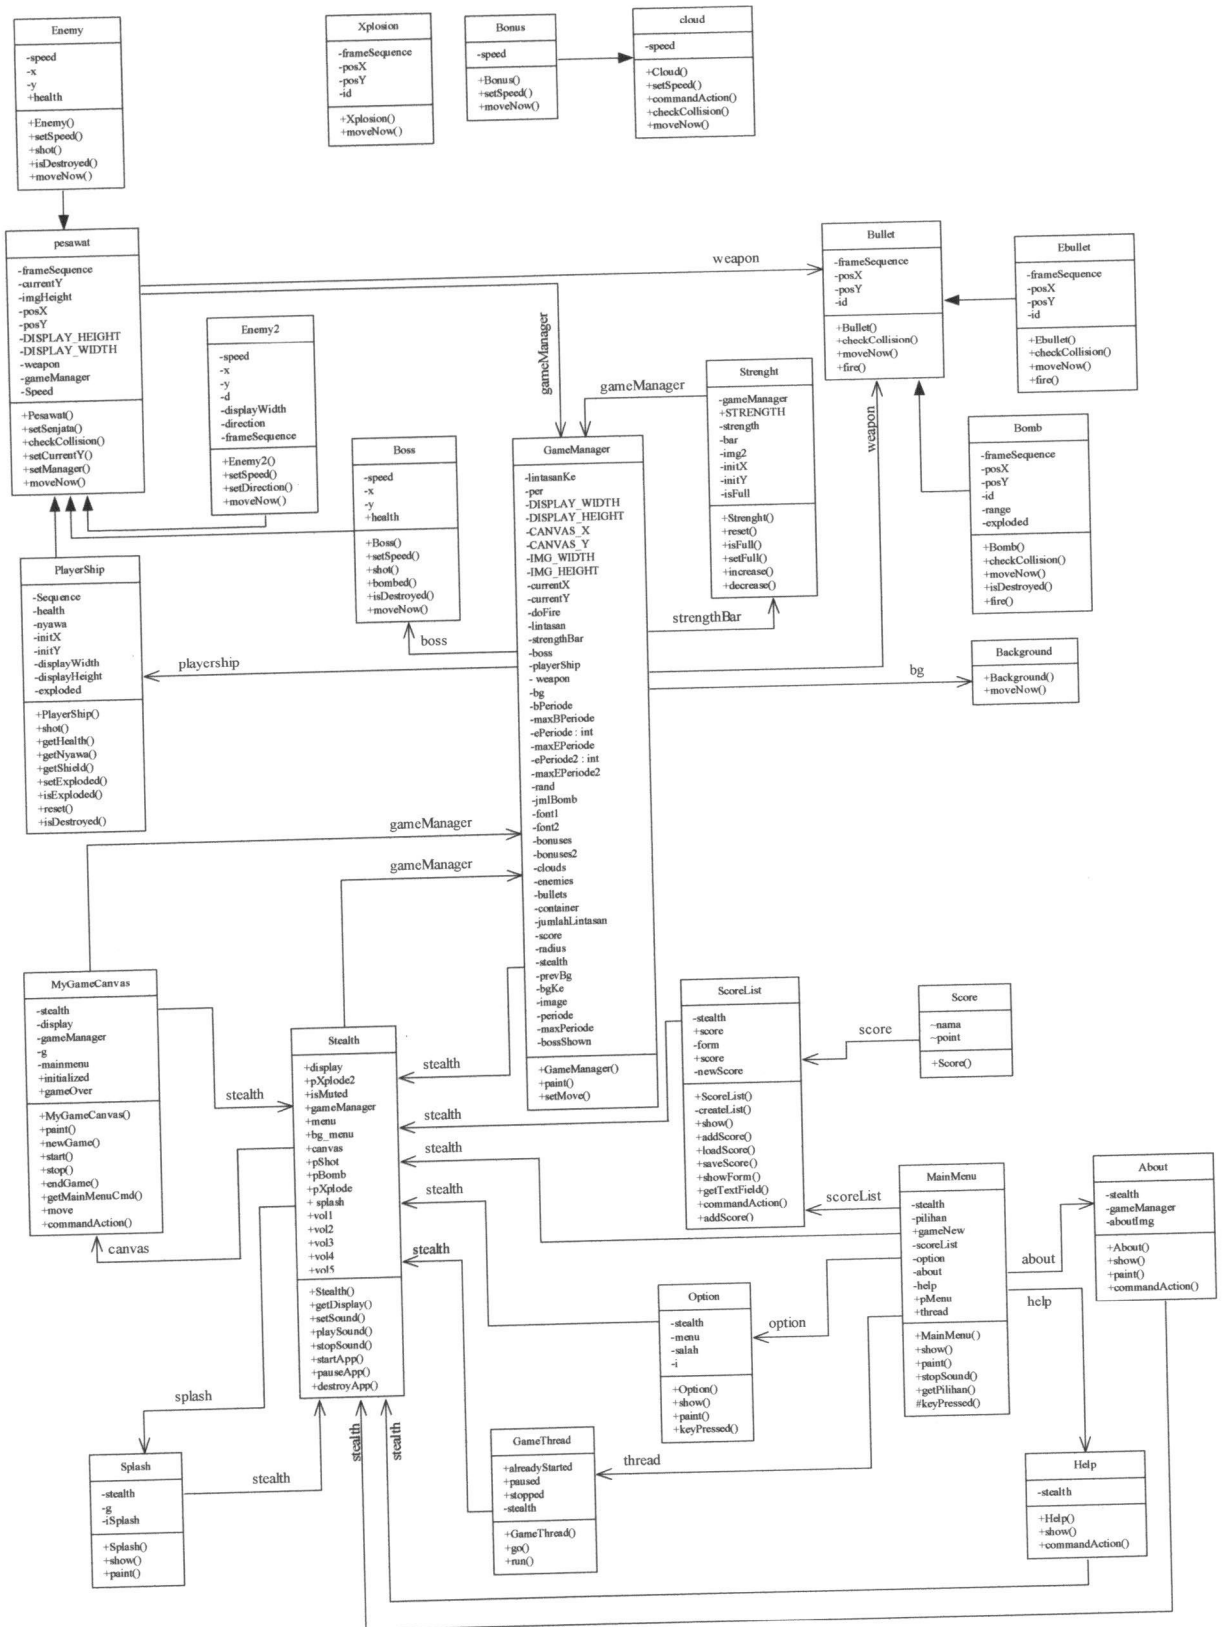 Enemy
-speed
-x
-y
+health
+Enemy()
+setSpeed()
+shot()
+isDestroyed()
+moveNow()
Xplosion
-frameSequence
-posX
-posY
-id
+Xplosion()
+moveNow()
Bonus
-speed
+Bonus()
+setSpeed()
+moveNow()
cloud
-speed
+Cloud()
+setSpeed()
+commandAction()
+checkCollision()
+moveNow()
pesawat
-frameSequence
-currentY
-imgHeight
-posX
-posY
-DISPLAY_HEIGHT
-DISPLAY_WIDTH
-weapon
-gameManager
-Speed
+Pesawat()
+setSenjata()
+checkCollision()
+setCurrentY()
+setManager()
+moveNow()
weapon
gameManager
Bullet
-frameSequence
-posX
-posY
-id
+Bullet()
+checkCollision()
+moveNow()
+fire()
Ebullet
-frameSequence
-posX
-posY
-id
+Ebullet()
+checkCollision()
+moveNow()
+fire()
Enemy2
-speed
-x
-y
-d
-displayWidth
-direction
-frameSequence
+Enemy2()
+setSpeed()
+setDirection()
+moveNow()
Boss
-speed
-x
-y
+health
+Boss()
+setSpeed()
+shot()
+bombed()
+isDestroyed()
+moveNow()
boss
gameManager
Strenght
-gameManager
+STRENGTH
-strength
-bar
-img2
-initX
-initY
-isFull
+Strenght()
+reset()
+isFull()
+setFull()
+increase()
+decrease()
strengthBar
weapon
Bomb
-frameSequence
-posX
-posY
-id
-range
-exploded
+Bomb()
+checkCollision()
+moveNow()
+isDestroyed()
+fire()
PlayerShip
-Sequence
-health
-nyawa
-initX
-initY
-displayWidth
-displayHeight
-exploded
+PlayerShip()
+shot()
+getHealth()
+getNyawa()
+getShield()
+setExploded()
+isExploded()
+reset()
+isDestroyed()
playership
GameManager
-lintasanKe
-per
-DISPLAY_WIDTH
-DISPLAY_HEIGHT
-CANVAS_X
-CANVAS_Y
-IMG_WIDTH
-IMG_HEIGHT
-currentX
-currentY
-doFire
-lintasan
-strengthBar
-boss
-playerShip
- weapon
-bg
-bPeriode
-maxBPeriode
-ePeriode : int
-maxEPeriode
-ePeriode2 : int
-maxEPeriode2
-rand
-jmlBomb
-font1
-font2
-bonuses
-bonuses2
-clouds
-enemies
-bullets
-container
-jumlahLintasan
-score
-radius
-stealth
-prevBg
-bgKe
-image
-periode
-maxPeriode
-bossShown
+GameManager()
+paint()
+setMove()
bg
Background
+Background()
+moveNow()
gameManager
gameManager
MyGameCanvas
-stealth
-display
-gameManager
-g
-mainmenu
+initialized
+gameOver
+MyGameCanvas()
+paint()
+newGame()
+start()
+stop()
+endGame()
+getMainMenuCmd()
+move
+commandAction()
stealth
canvas
Stealth
+display
+pXplode2
+isMuted
+gameManager
+menu
+bg_menu
+canvas
+pShot
+pBomb
+pXplode
+ splash
+vol1
+vol2
+vol3
+vol4
+vol5
+Stealth()
+getDisplay()
+setSound()
+playSound()
+stopSound()
+startApp()
+pauseApp()
+destroyApp()
stealth
stealth
stealth
stealth
stealth
ScoreList
-stealth
+score
-form
+score
-newScore
+ScoreList()
-createList()
+show()
+addScore()
+loadScore()
+saveScore()
+showForm()
+getTextField()
+commandAction()
+addScore()
score
Score
~nama
~point
+Score()
scoreList
MainMenu
-stealth
-pilihan
+gameNew
-scoreList
-option
-about
-help
+pMenu
+thread
+MainMenu()
+show()
+paint()
+stopSound()
+getPilihan()
#keyPressed()
about
help
About
-stealth
-gameManager
-aboutImg
+About()
+show()
+paint()
+commandAction()
Option
-stealth
-menu
-salah
-i
+Option()
+show()
+paint()
+keyPressed()
option
splash
Splash
-stealth
-g
-iSplash
+Splash()
+show()
+paint()
stealth
stealth
stealth
GameThread
+alreadyStarted
+paused
+stopped
-stealth
+GameThread()
+go()
+run()
thread
Help
-stealth
+Help()
+show()
+commandAction()